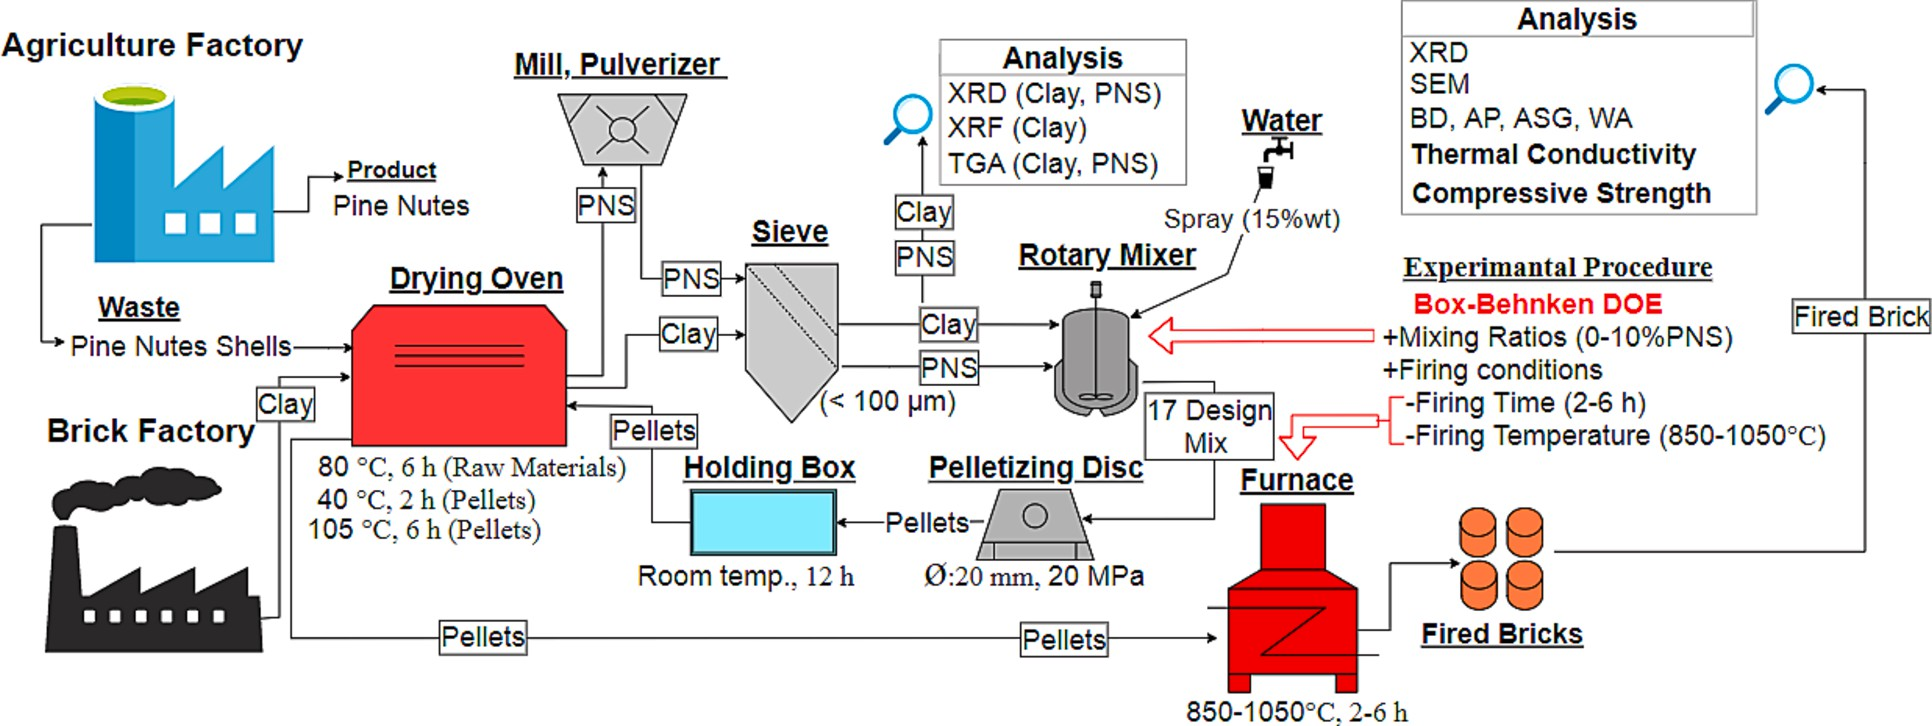 Agriculture Factory
Product
Pine Nutes
Waste
Pine Nutes Shells
Clay
Brick Factory
Drying Oven
80 °C, 6 h (Raw Materials)
40 °C, 2 h (Pellets)
105 °C, 6 h (Pellets)
Mill, Pulverizer
PNS
PNS
Clay
Sieve
(< 100 µm)
Analysis
XRD (Clay, PNS)
XRF (Clay)
TGA (Clay, PNS)
Clay
PNS
Clay
PNS
Water
Spray (15%wt)
Rotary Mixer
17 Design
Mix
Pelletizing Disc
Ø:20 mm, 20 MPa
Pellets
Holding Box
Room temp., 12 h
Pellets
Pellets
Pellets
Experimantal Procedure
Box-Behnken DOE
+Mixing Ratios (0-10%PNS)
+Firing conditions
-Firing Time (2-6 h)
-Firing Temperature (850-1050°C)
Furnace
850-1050°C, 2-6 h
Fired Bricks
Fired Brick
Analysis
XRD
SEM
BD, AP, ASG, WA
Thermal Conductivity
Compressive Strength